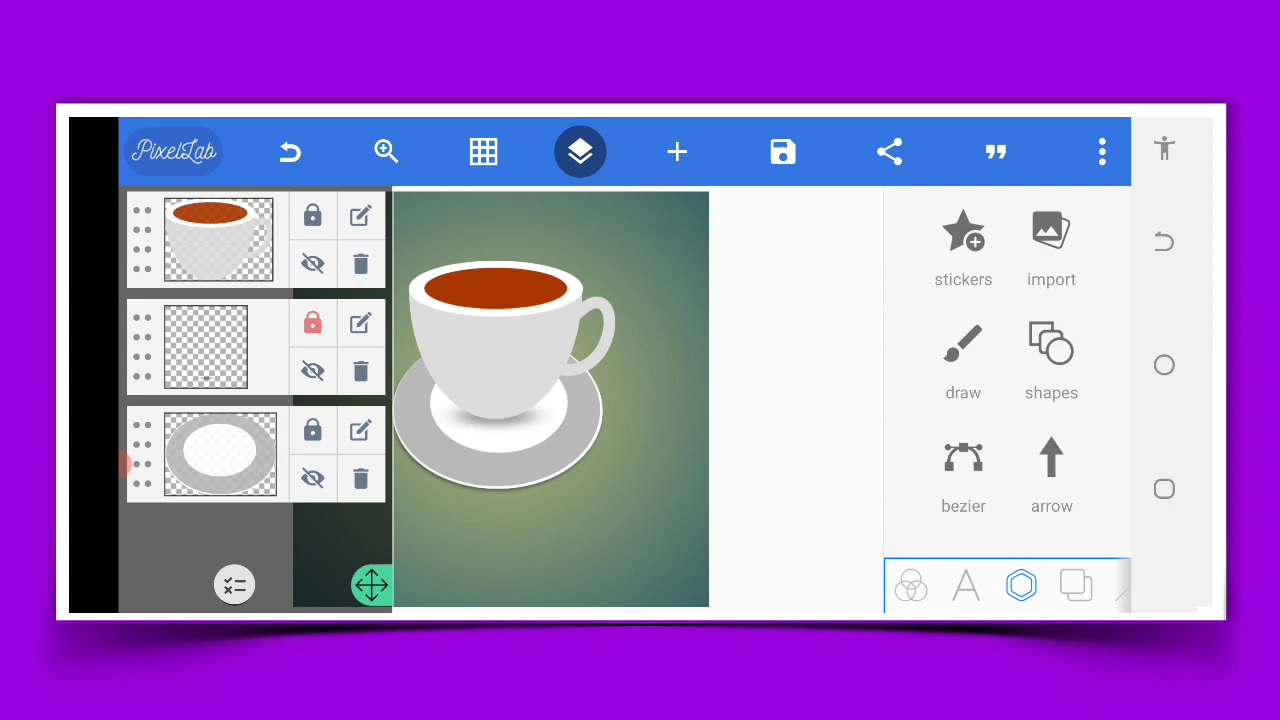 PixelLab
stickers
import
draw
shapes
bezier
arrow